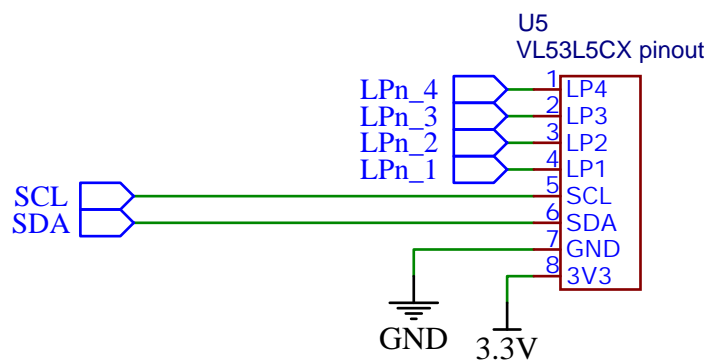 U5
VL53L5CX pinout
LPn_4 1 LP4
LPn_3 2 LP3
LPn_2 3 LP2
LPn_1 4 LP1
SCL 5 SCL
SDA 6 SDA
7 GND
8 3V3
GND
3.3V